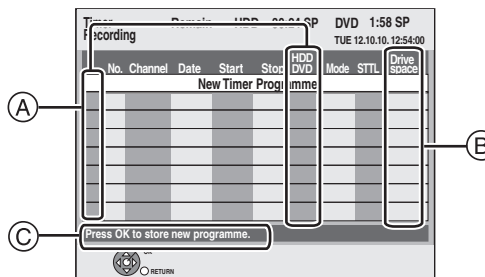 Timer Recording
Remain HDD SP DVD 1:58 SP
TUE 12.10.10. 12:54:00
No. Channel Date Start Stop HDD DVD Mode STTL Drive space
New Timer Programme
A
B
C
Press OK to store new programme.
OK
RETURN